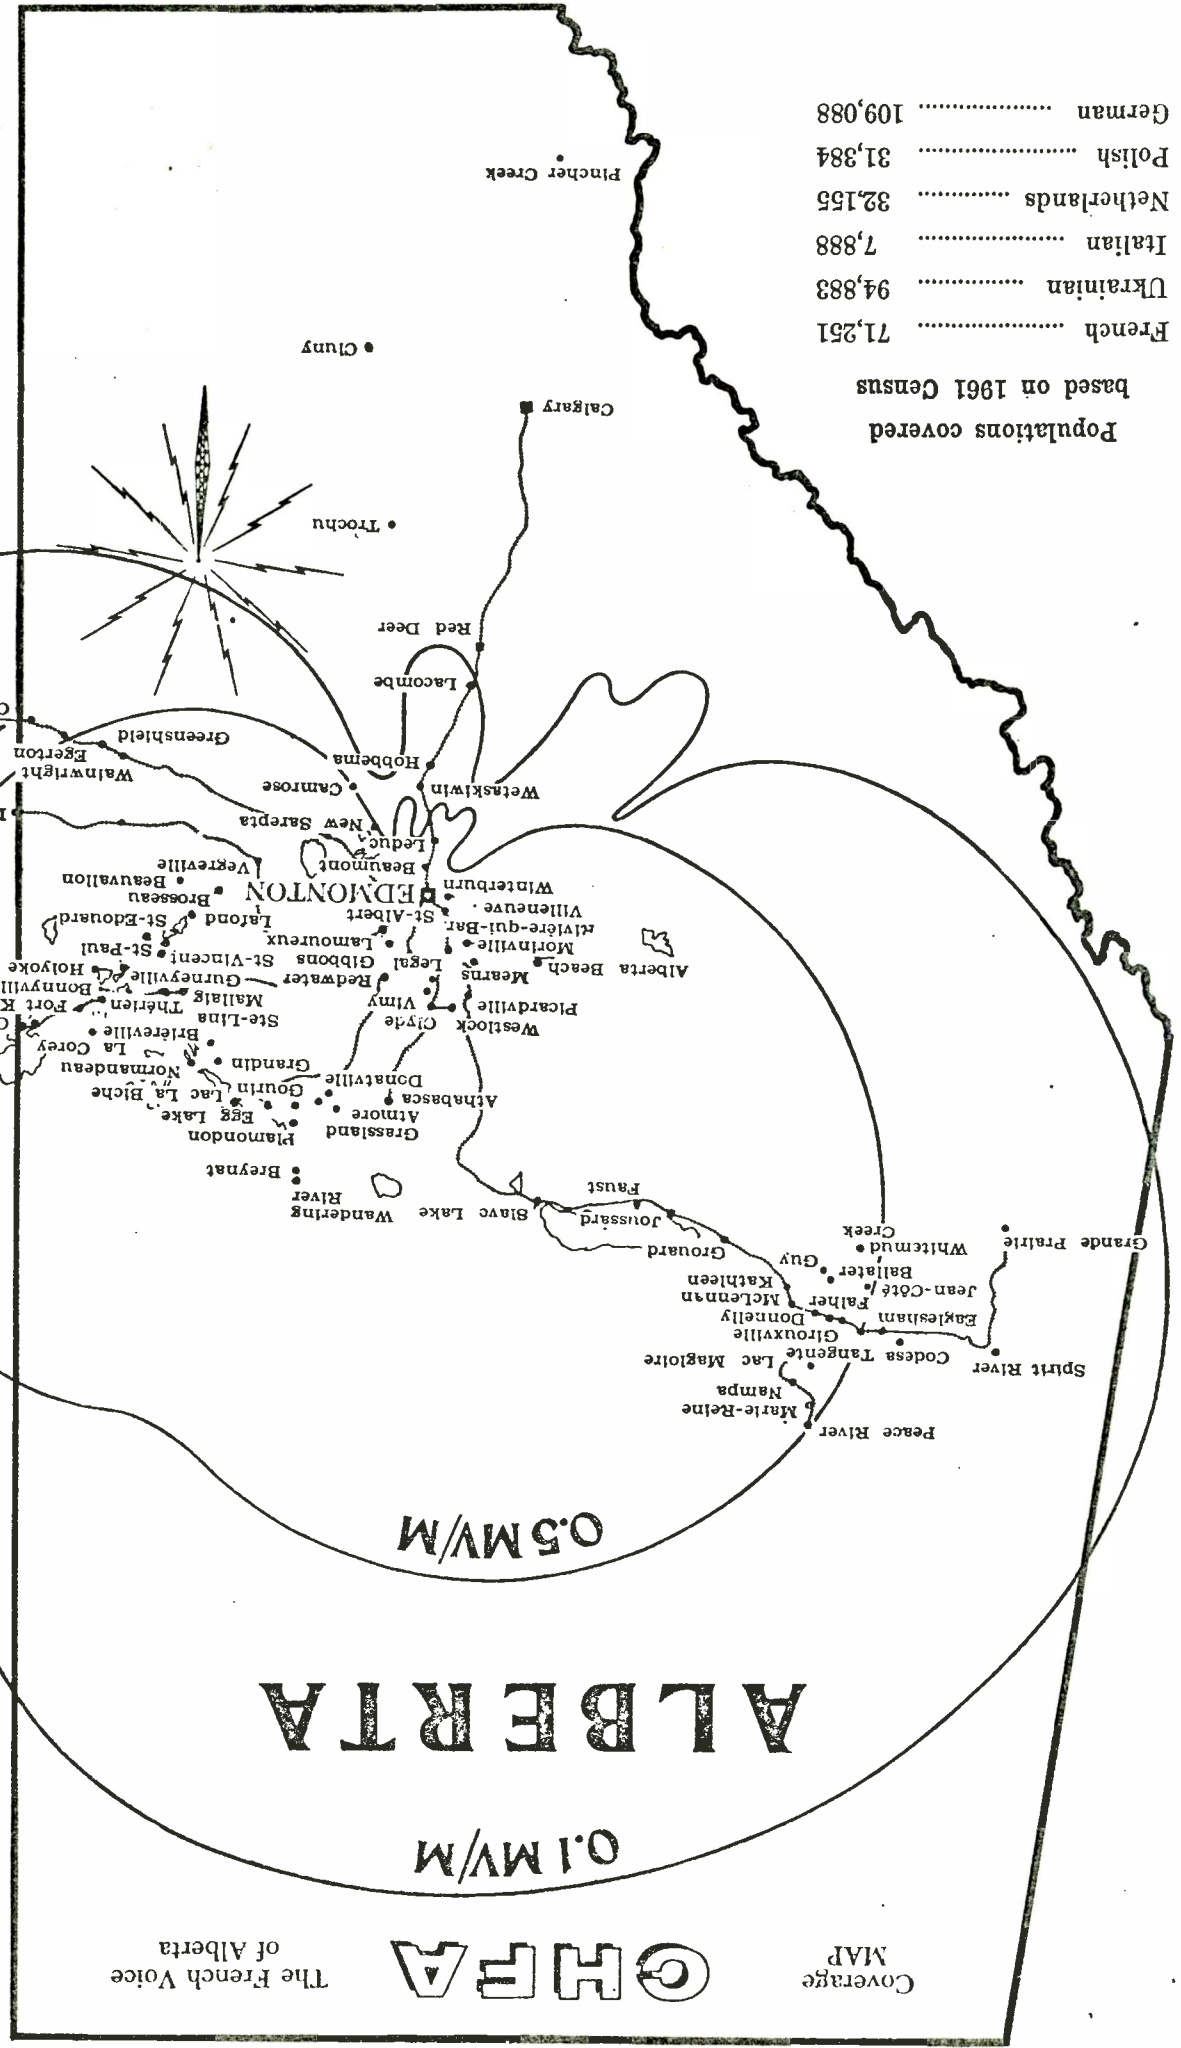 Coverage
MAP
CHFA
The French Voice
of Alberta
0.1 MV/M
ALBERTA
0.5 MV/M
Peace River
Marie-Reine
Nampa
Spirit River
Codesa
Tangente
Lac Magloire
Girouxville
Donnelly
Eaglesham
Falher
McLennan
Jean-Côté
Kathleen
Ballater
Guy
Whitemud
Creek
Grande Prairie
Grouard
Joussard
Faust
Slave Lake
Wandering
River
Breynat
Plamondon
Grassland
Atmore
Egg Lake
Athabasca
Lac La Biche
Gourin
Donatville
Normandeau
Grandin
La Corey
Brièreville
Westlock
Clyde
Ste-Lina
Picardville
Vimy
Mallaig
Thérien
Fort K
Bonnyvill
Mearns
Legal
Redwater
Gurneyville
Holyoke
Alberta Beach
Morinville
Gibbons
St-Vincent
St-Paul
Rivière-qui-Bar.
Lamoureux
Villeneuve
St-Albert
Lafond
St-Edouard
Winterburn
EDMONTON
Brosseau
Beauvallon
Beaumont
Vegreville
Leduc
New Sarepta
Wetaskiwin
Camrose
Hobbema
Wainwright
Egerton
Greenshield
Lacombe
Red Deer
Trochu
Calgary
Cluny
Pincher Creek
Populations covered
based on 1961 Census
French .................... 71,251
Ukrainian ............... 94,883
Italian .................... 7,888
Netherlands ............ 32,155
Polish ...................... 31,384
German .................. 109,088